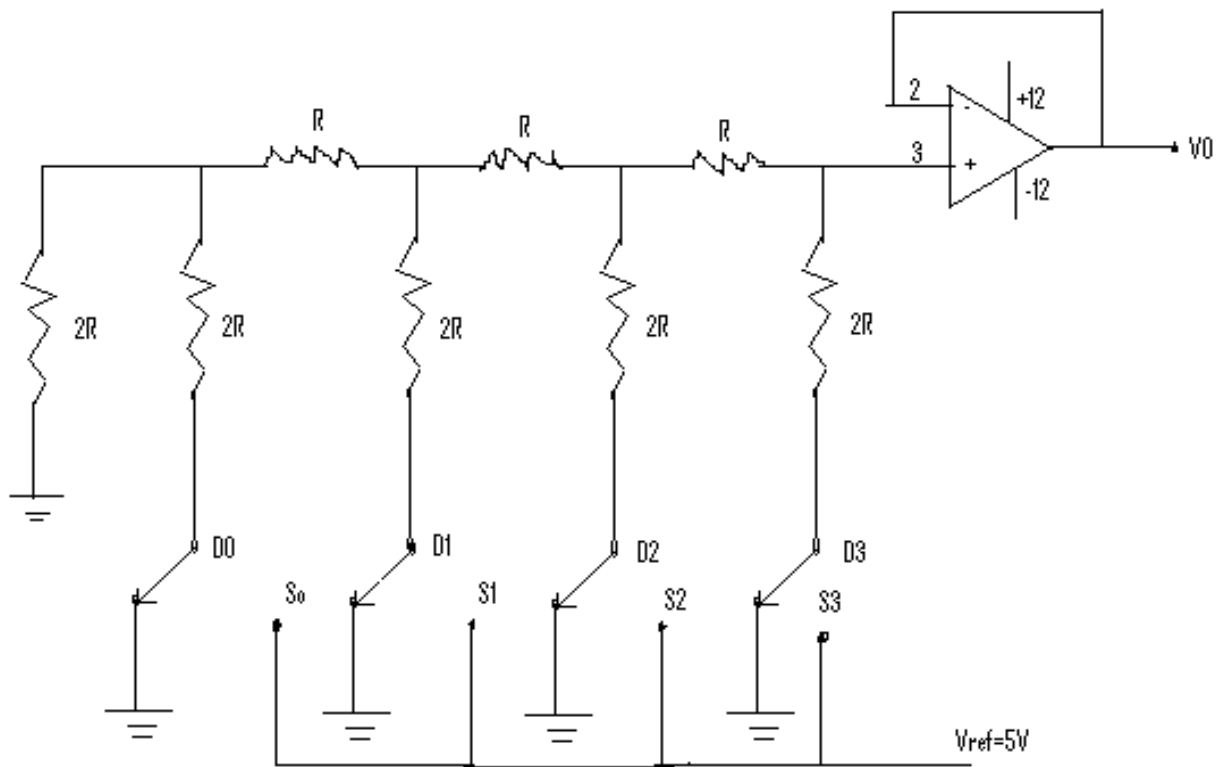 2
+12
-
R
R
R
3
+
V0
-12
2R
2R
2R
2R
2R
D0
D1
D2
D3
So
S1
S2
S3
Vref=5V